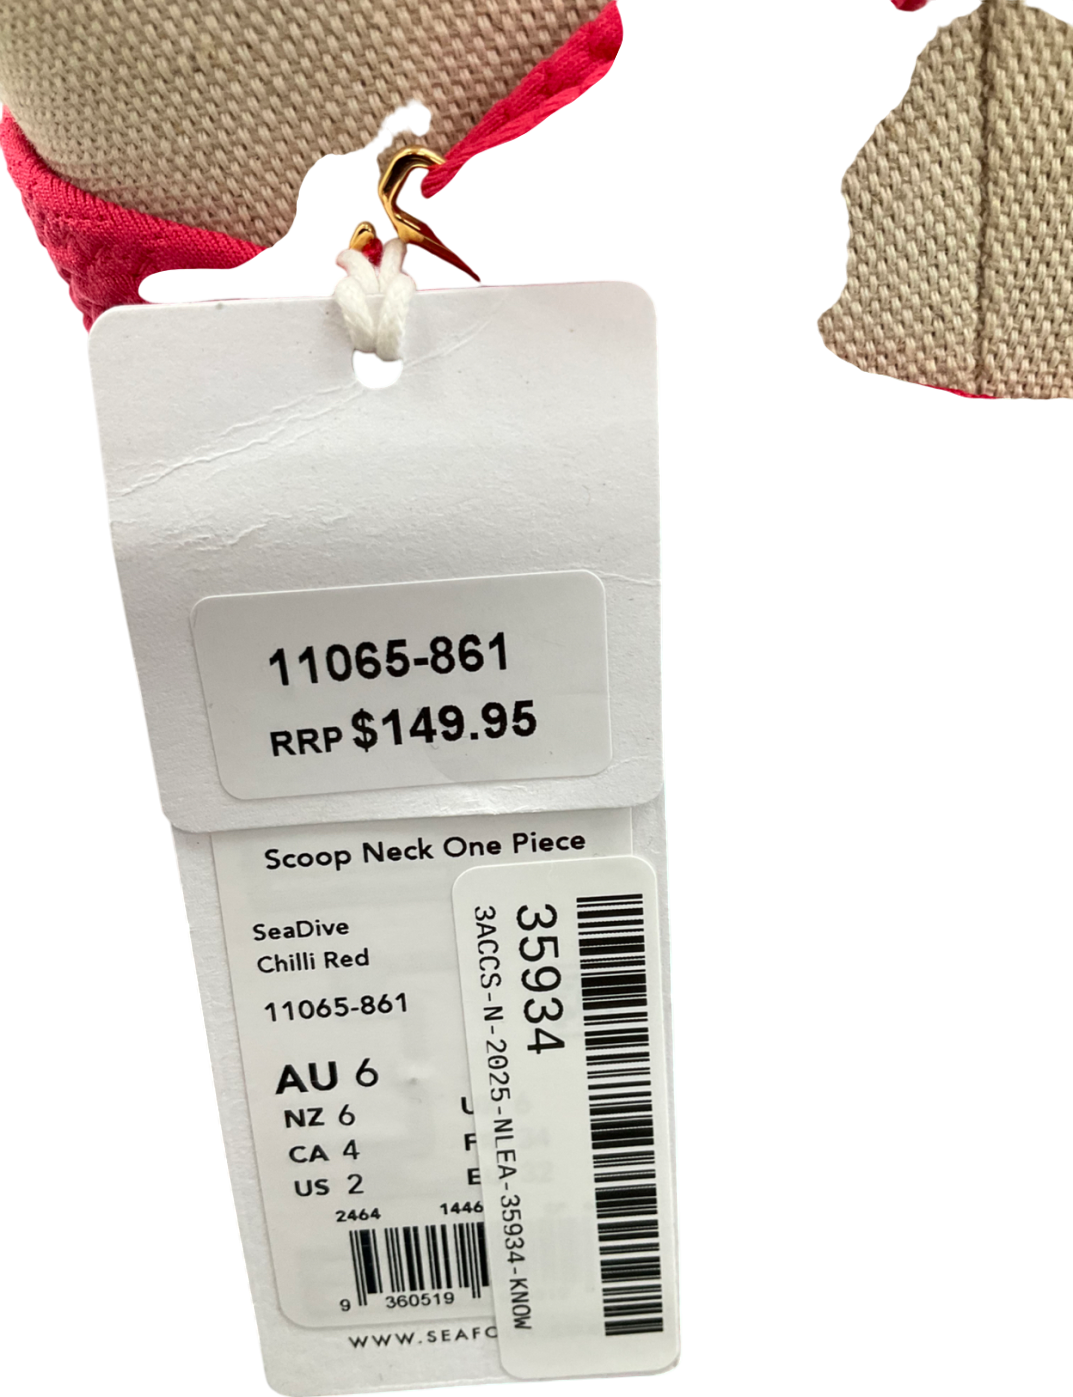 11065-861
RRP $149.95
Scoop Neck One Piece
SeaDive
Chilli Red
11065-861
AU 6
NZ 6
CA 4
US 2
U
F
E
2464 1446
9 360519
WWW.SEAFO
35934
3ACCS-N-2025-NLEA-35934-KNOW